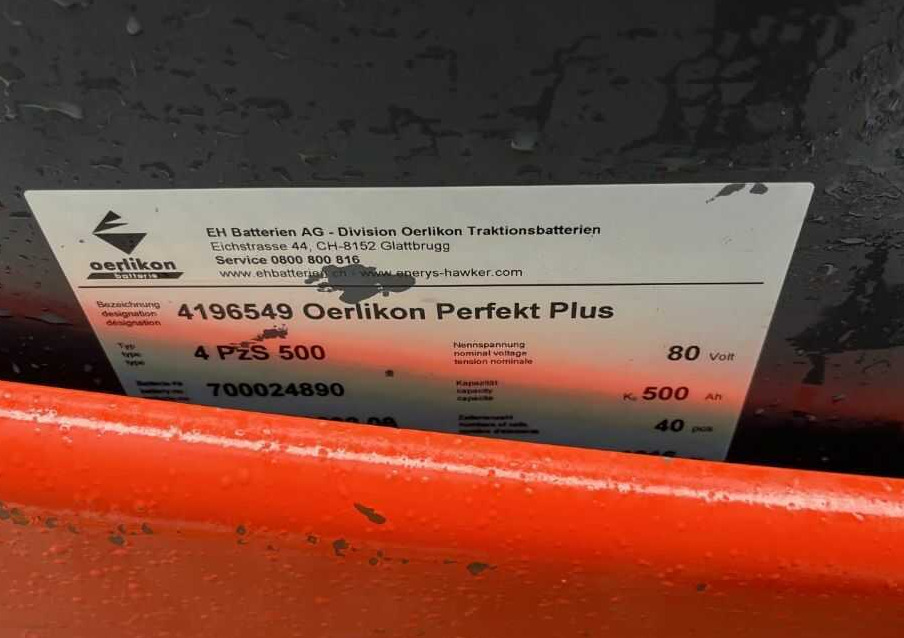 oerlikon
batterie
EH Batterien AG - Division Oerlikon Traktionsbatterien
Eichstrasse 44, CH-8152 Glattbrugg
Service 0800 800 816
www.ehbatterien.ch - www.enerys-hawker.com
Bezeichnung
designation
désignation
4196549 Oerlikon Perfekt Plus
Typ
type
type
4 PzS 500
Nennspannung
nominal voltage
tension nominale
80 Volt
700024890
Kapazität
capacity
capacité
500 Ah
40 pcs